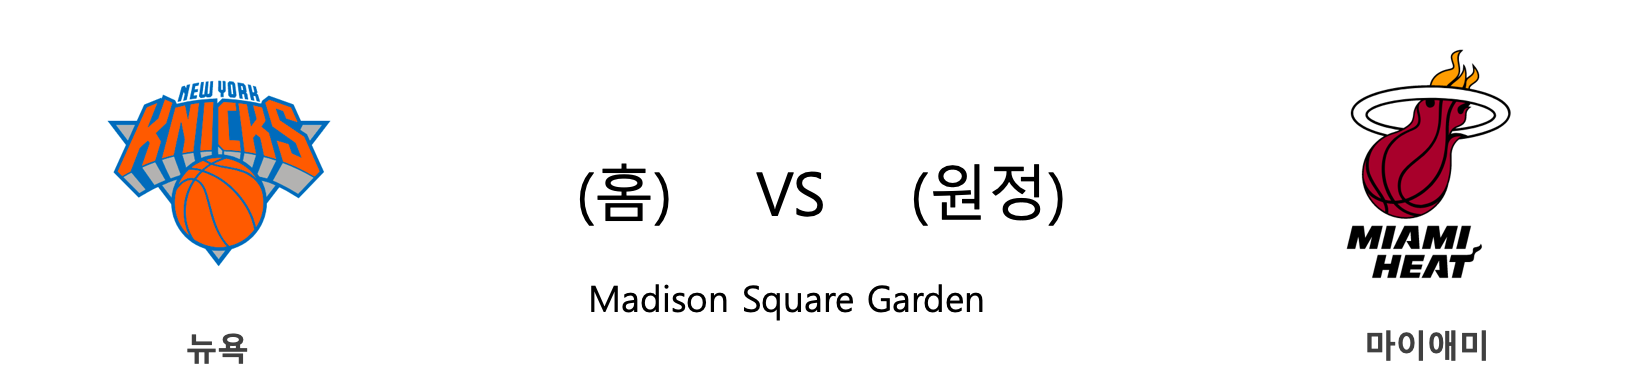 NEW YORK
KNICKS
뉴욕
(홈) VS (원정)
Madison Square Garden
MIAMI
HEAT
마이애미